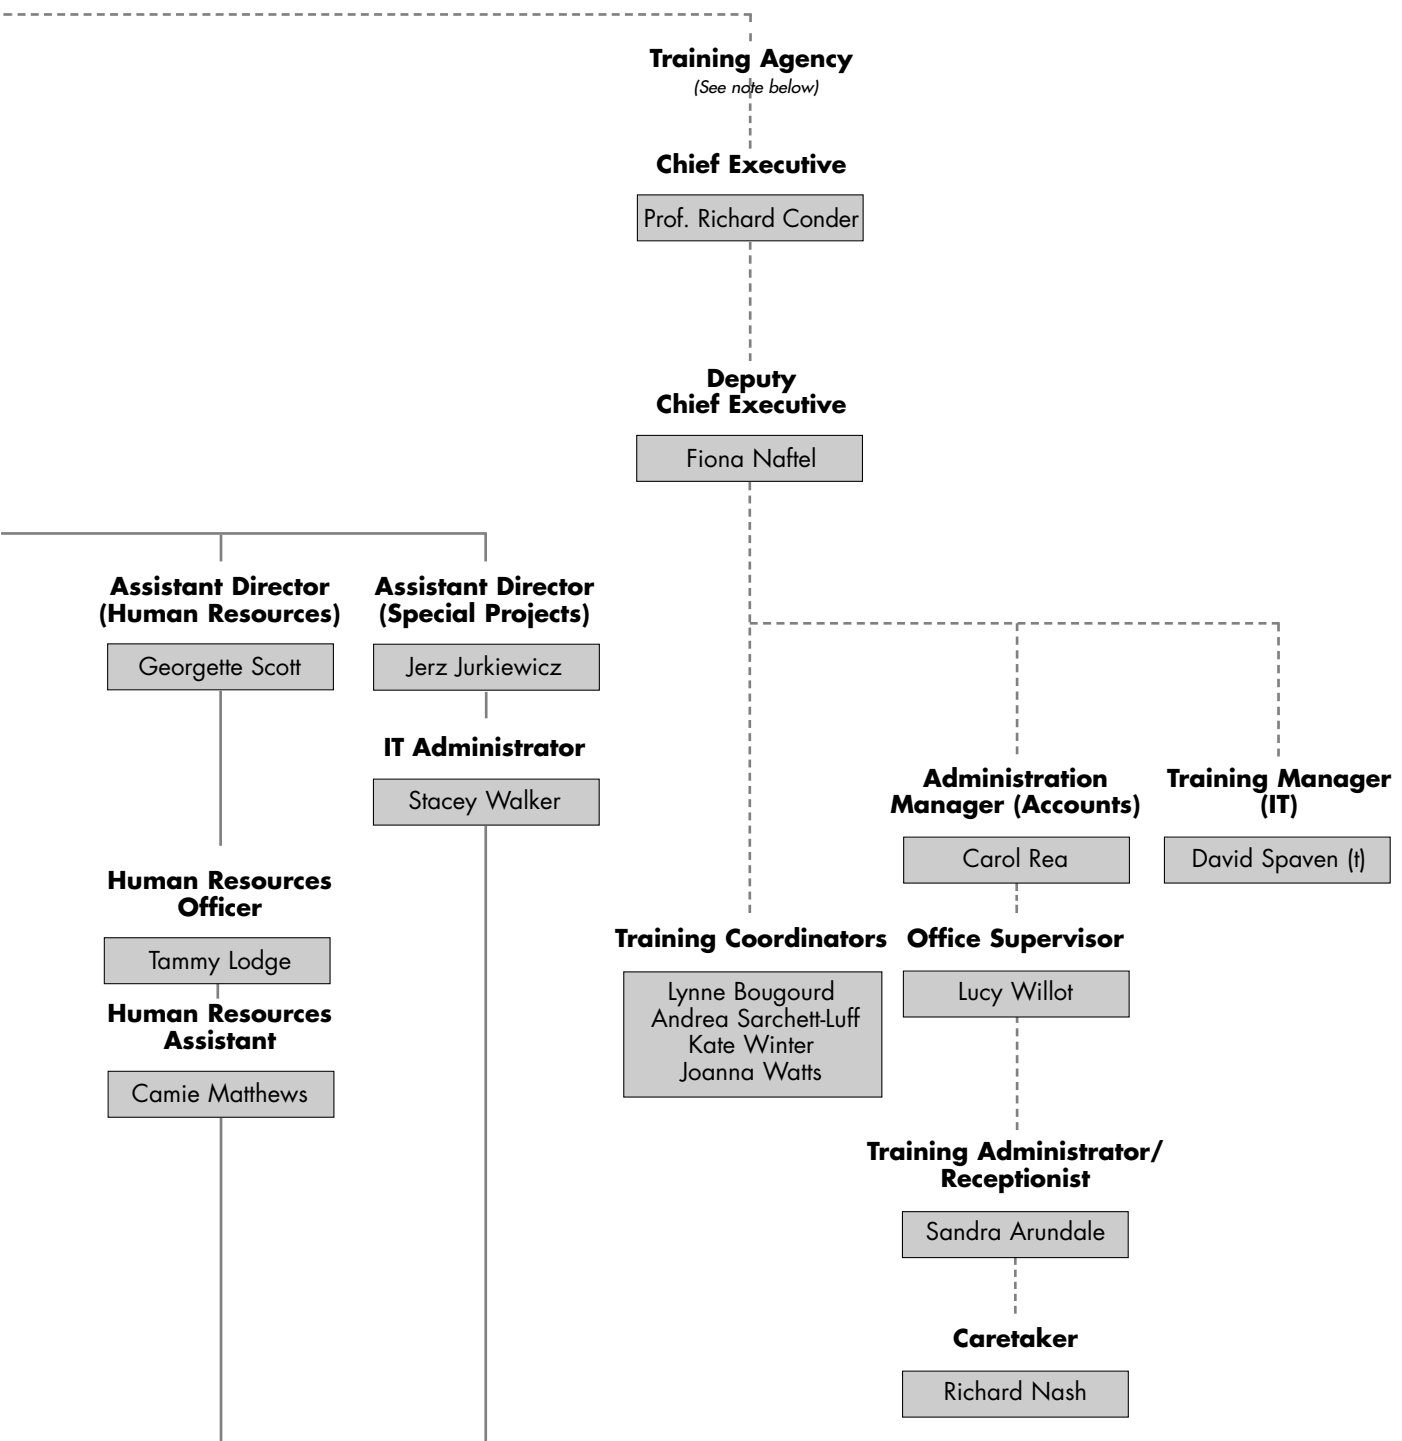 Training Agency
(See note below)
Chief Executive
Prof. Richard Conder
Deputy
Chief Executive
Fiona Naftel
Assistant Director
(Human Resources)
Georgette Scott
Assistant Director
(Special Projects)
Jerz Jurkiewicz
IT Administrator
Stacey Walker
Human Resources
Officer
Tammy Lodge
Human Resources
Assistant
Camie Matthews
Training Coordinators
Lynne Bougourd
Andrea Sarchett-Luff
Kate Winter
Joanna Watts
Administration
Manager (Accounts)
Carol Rea
Office Supervisor
Lucy Willot
Training Administrator/
Receptionist
Sandra Arundale
Caretaker
Richard Nash
Training Manager
(IT)
David Spaven (t)